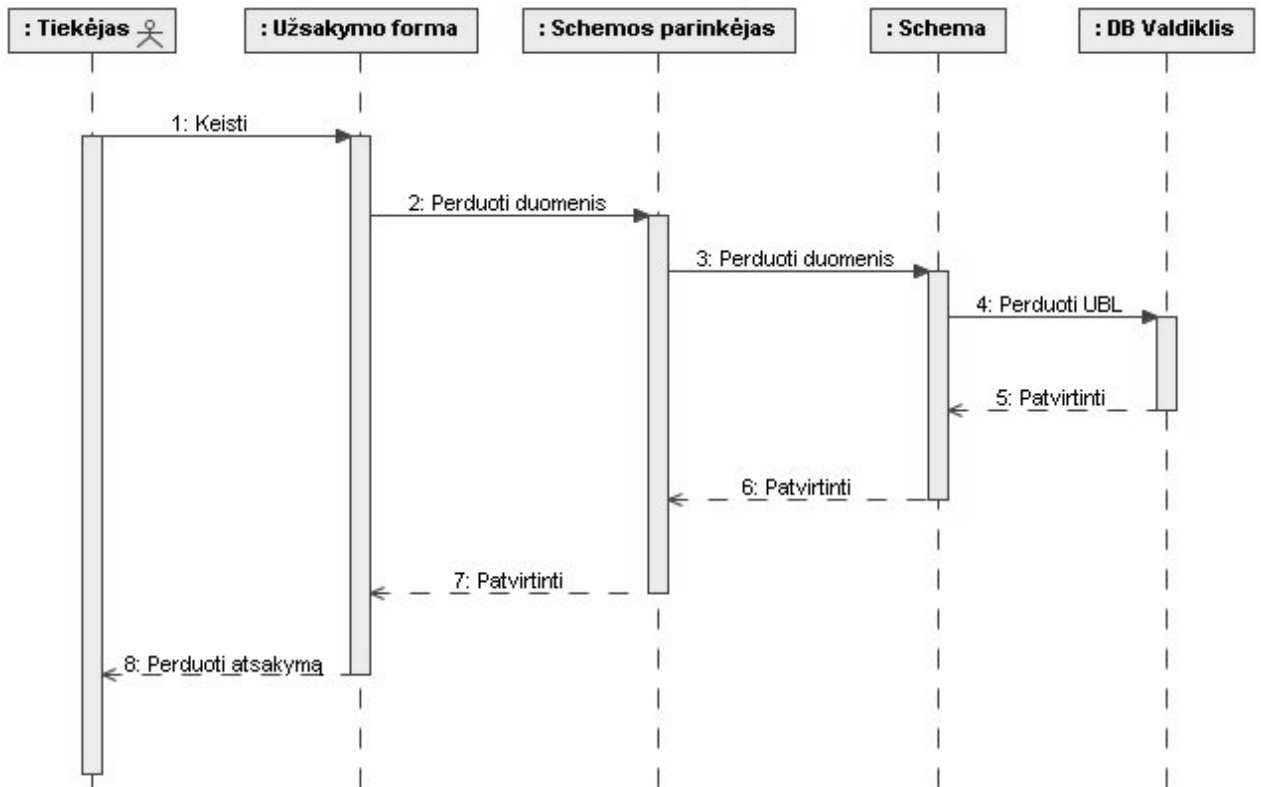 : Tiekėjas
: Užsakymo forma
: Schemos parinkėjas
: Schema
: DB Valdiklis
1: Keisti
2: Perduoti duomenis
3: Perduoti duomenis
4: Perduoti UBL
5: Patvirtinti
6: Patvirtinti
7: Patvirtinti
8: Perduoti atsakymą